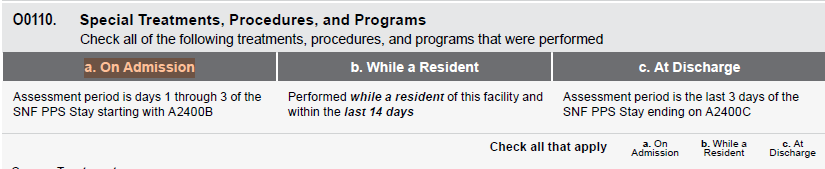 O0110. Special Treatments, Procedures, and Programs
Check all of the following treatments, procedures, and programs that were performed
a. On Admission b. While a Resident c. At Discharge
Assessment period is days 1 through 3 of the
SNF PPS Stay starting with A2400B
Performed while a resident of this facility and
within the last 14 days
Assessment period is the last 3 days of the
SNF PPS Stay ending on A2400C
Check all that apply
a. On
Admission
b. While a
Resident
c. At
Discharge